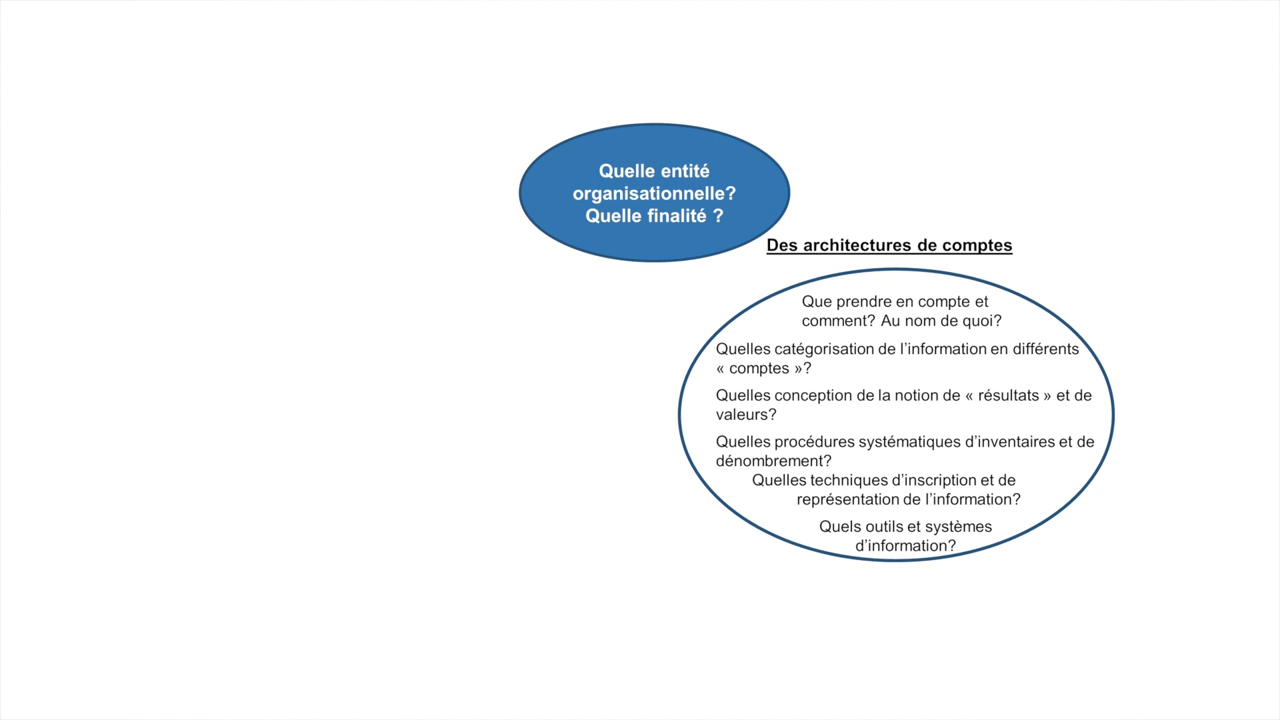 Quelle entité
organisationnelle?
Quelle finalité ?
Des architectures de comptes
Que prendre en compte et
comment? Au nom de quoi?
Quelles catégorisation de l’information en différents
« comptes »?
Quelles conception de la notion de « résultats » et de
valeurs?
Quelles procédures systématiques d’inventaires et de
dénombrement?
Quelles techniques d’inscription et de
représentation de l’information?
Quels outils et systèmes
d’information?